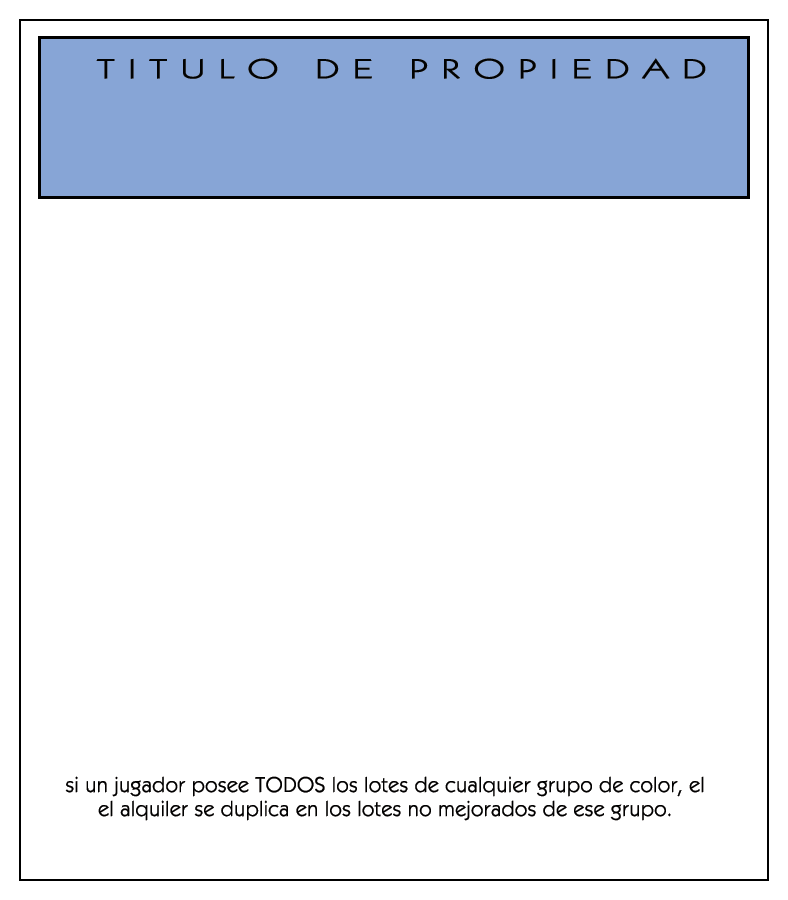 TITULO DE PROPIEDAD
si un jugador posee TODOS los lotes de cualquier grupo de color, el
el alquiler se duplica en los lotes no mejorados de ese grupo.